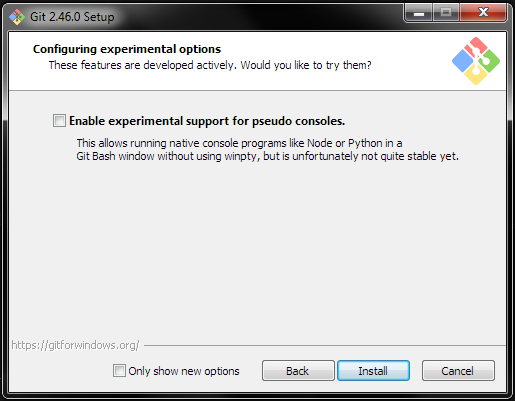 Git 2.46.0 Setup
Configuring experimental options
These features are developed actively. Would you like to try them?
Enable experimental support for pseudo consoles.
This allows running native console programs like Node or Python in a
Git Bash window without using winpty, but is unfortunately not quite stable yet.
https://gitforwindows.org/
Only show new options
Back
Install
Cancel